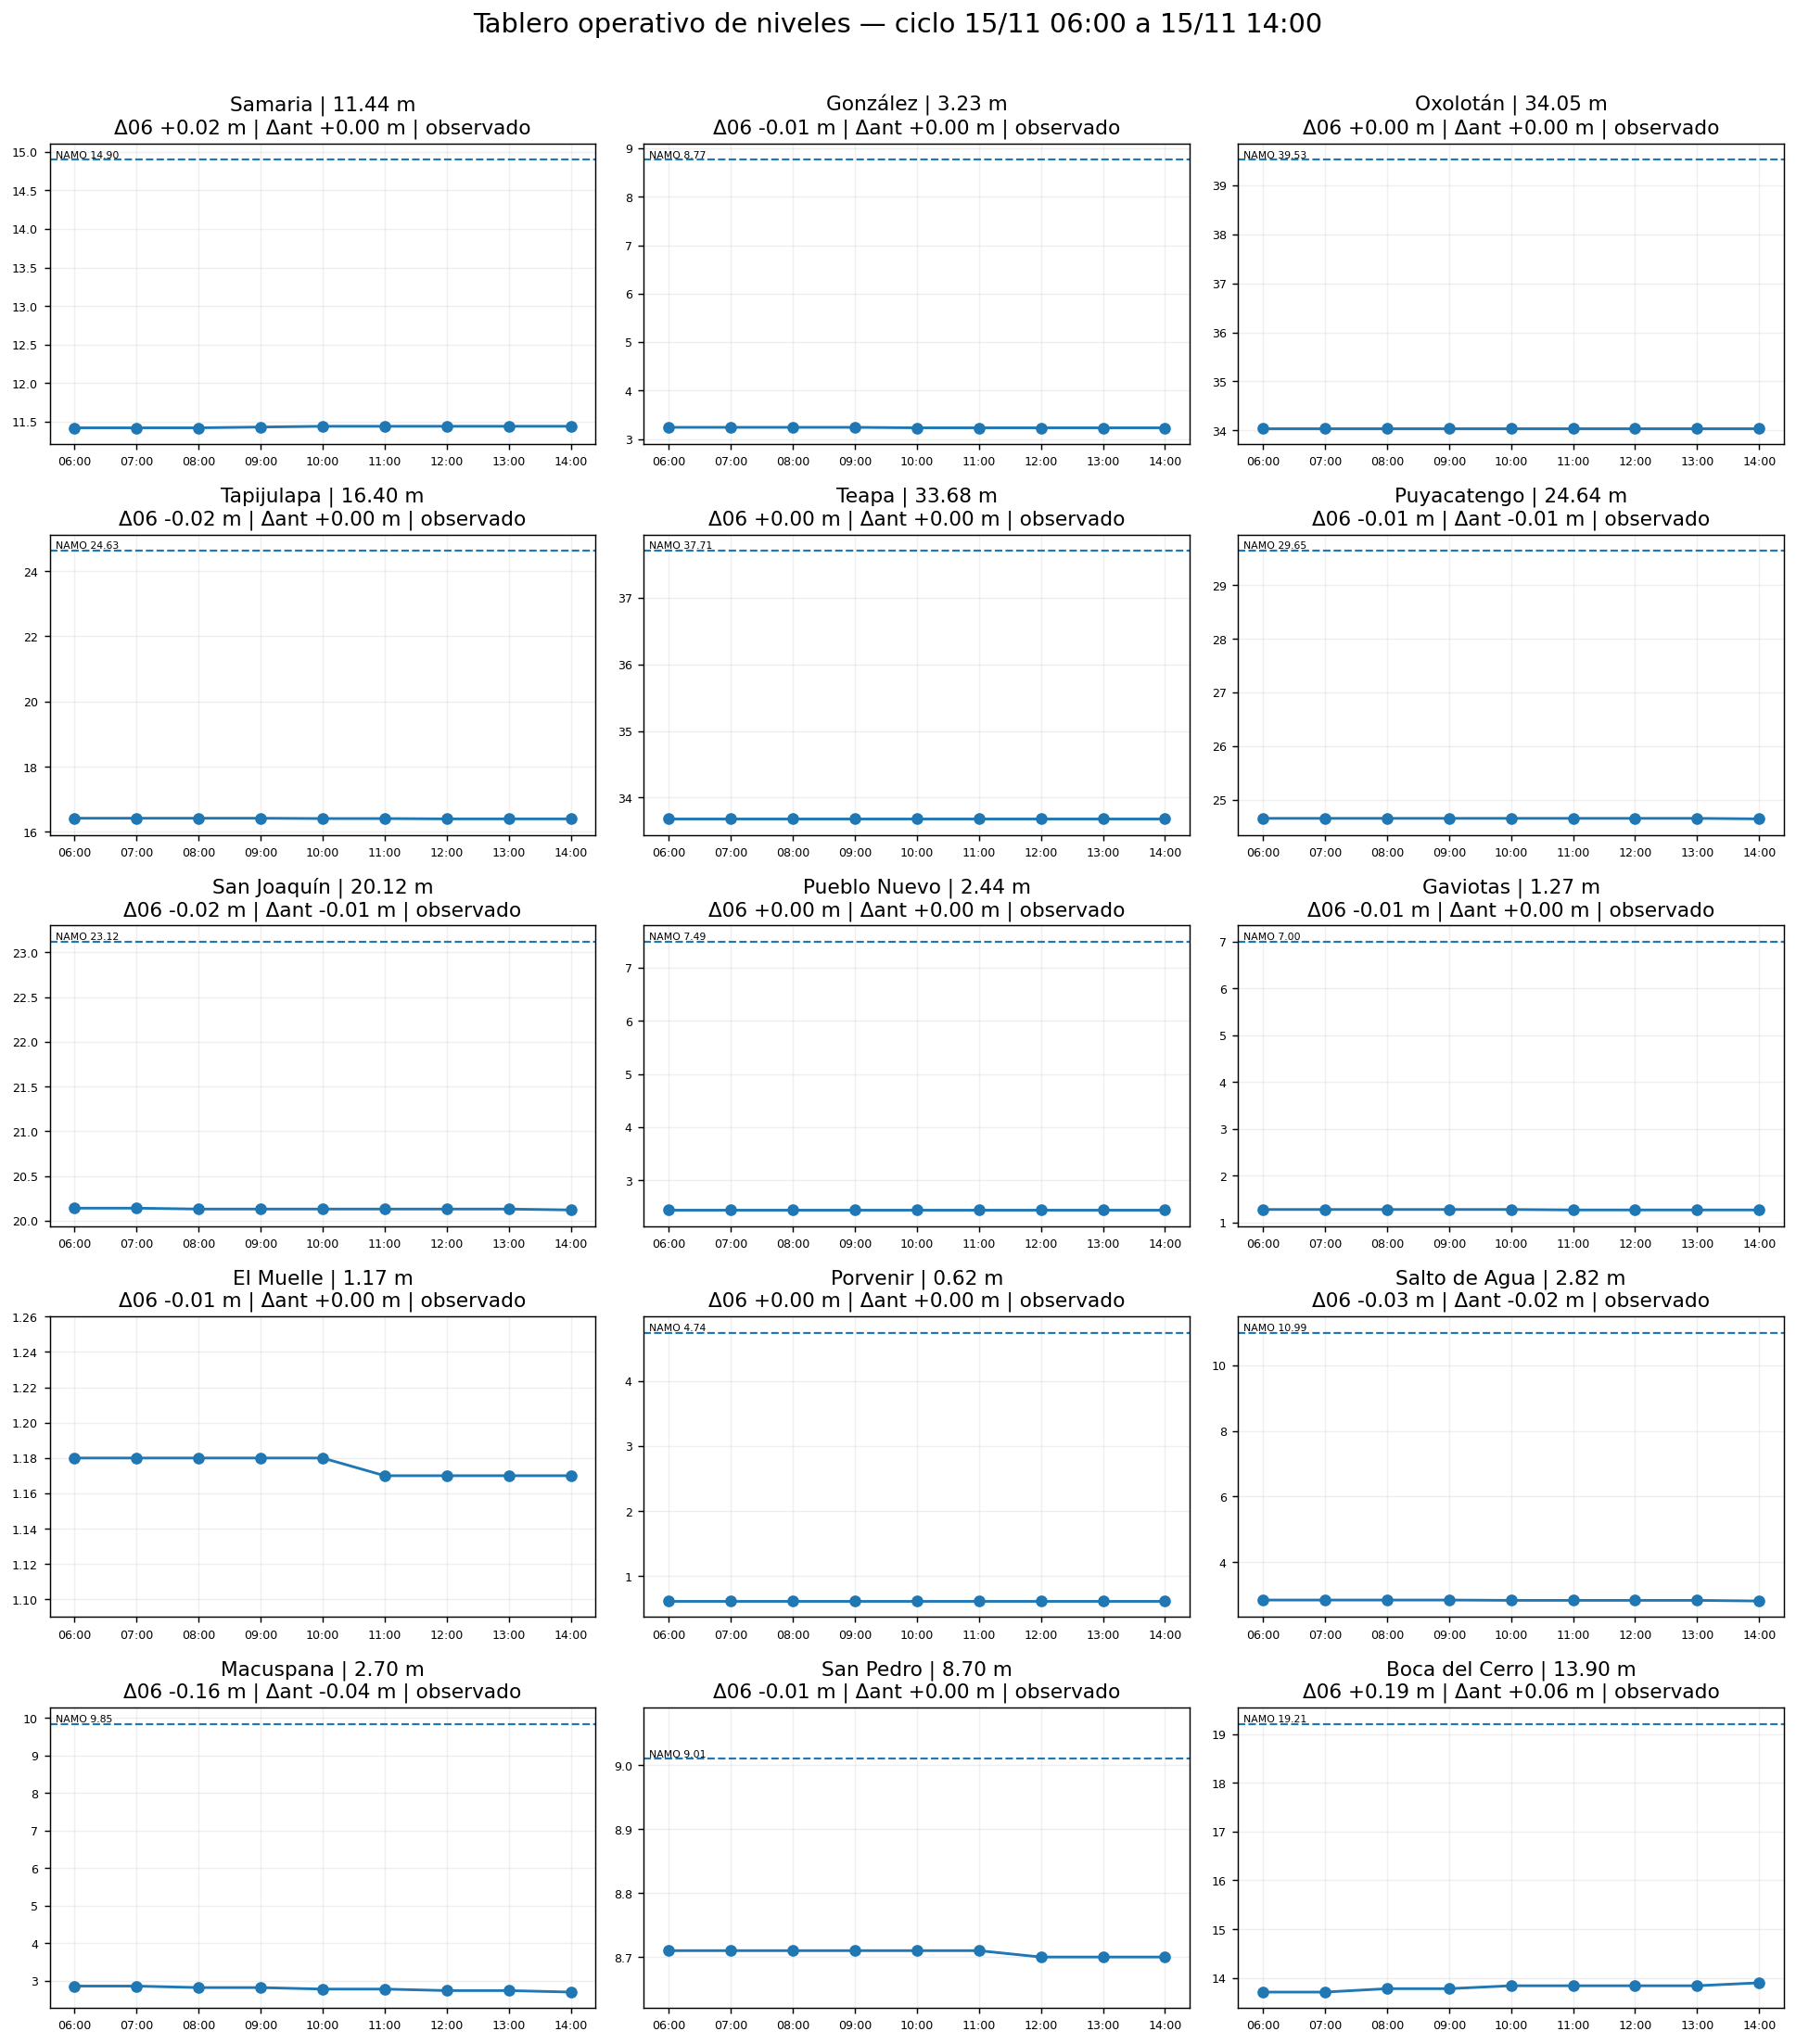 Tablero operativo de niveles — ciclo 15/11 06:00 a 15/11 14:00
Samaria | 11.44 m
Δ06 +0.02 m | Δant +0.00 m | observado
NAMO 14.90
15.0
14.5
14.0
13.5
13.0
12.5
12.0
11.5
06:00 07:00 08:00 09:00 10:00 11:00 12:00 13:00 14:00
González | 3.23 m
Δ06 -0.01 m | Δant +0.00 m | observado
NAMO 8.77
9
8
7
6
5
4
3
06:00 07:00 08:00 09:00 10:00 11:00 12:00 13:00 14:00
Oxolotán | 34.05 m
Δ06 +0.00 m | Δant +0.00 m | observado
NAMO 39.53
39
38
37
36
35
34
06:00 07:00 08:00 09:00 10:00 11:00 12:00 13:00 14:00
Tapijulapa | 16.40 m
Δ06 -0.02 m | Δant +0.00 m | observado
NAMO 24.63
24
22
20
18
16
06:00 07:00 08:00 09:00 10:00 11:00 12:00 13:00 14:00
Teapa | 33.68 m
Δ06 +0.00 m | Δant +0.00 m | observado
NAMO 37.71
37
36
35
34
06:00 07:00 08:00 09:00 10:00 11:00 12:00 13:00 14:00
Puyacatengo | 24.64 m
Δ06 -0.01 m | Δant -0.01 m | observado
NAMO 29.65
29
28
27
26
25
06:00 07:00 08:00 09:00 10:00 11:00 12:00 13:00 14:00
San Joaquín | 20.12 m
Δ06 -0.02 m | Δant -0.01 m | observado
NAMO 23.12
23.0
22.5
22.0
21.5
21.0
20.5
20.0
06:00 07:00 08:00 09:00 10:00 11:00 12:00 13:00 14:00
Pueblo Nuevo | 2.44 m
Δ06 +0.00 m | Δant +0.00 m | observado
NAMO 7.49
7
6
5
4
3
06:00 07:00 08:00 09:00 10:00 11:00 12:00 13:00 14:00
Gaviotas | 1.27 m
Δ06 -0.01 m | Δant +0.00 m | observado
NAMO 7.00
7
6
5
4
3
2
1
06:00 07:00 08:00 09:00 10:00 11:00 12:00 13:00 14:00
El Muelle | 1.17 m
Δ06 -0.01 m | Δant +0.00 m | observado
1.26
1.24
1.22
1.20
1.18
1.16
1.14
1.12
1.10
06:00 07:00 08:00 09:00 10:00 11:00 12:00 13:00 14:00
Porvenir | 0.62 m
Δ06 +0.00 m | Δant +0.00 m | observado
NAMO 4.74
4
3
2
1
06:00 07:00 08:00 09:00 10:00 11:00 12:00 13:00 14:00
Salto de Agua | 2.82 m
Δ06 -0.03 m | Δant -0.02 m | observado
NAMO 10.99
10
8
6
4
06:00 07:00 08:00 09:00 10:00 11:00 12:00 13:00 14:00
Macuspana | 2.70 m
Δ06 -0.16 m | Δant -0.04 m | observado
NAMO 9.85
10
9
8
7
6
5
4
3
06:00 07:00 08:00 09:00 10:00 11:00 12:00 13:00 14:00
San Pedro | 8.70 m
Δ06 -0.01 m | Δant +0.00 m | observado
NAMO 9.01
9.0
8.9
8.8
8.7
06:00 07:00 08:00 09:00 10:00 11:00 12:00 13:00 14:00
Boca del Cerro | 13.90 m
Δ06 +0.19 m | Δant +0.06 m | observado
NAMO 19.21
19
18
17
16
15
14
06:00 07:00 08:00 09:00 10:00 11:00 12:00 13:00 14:00